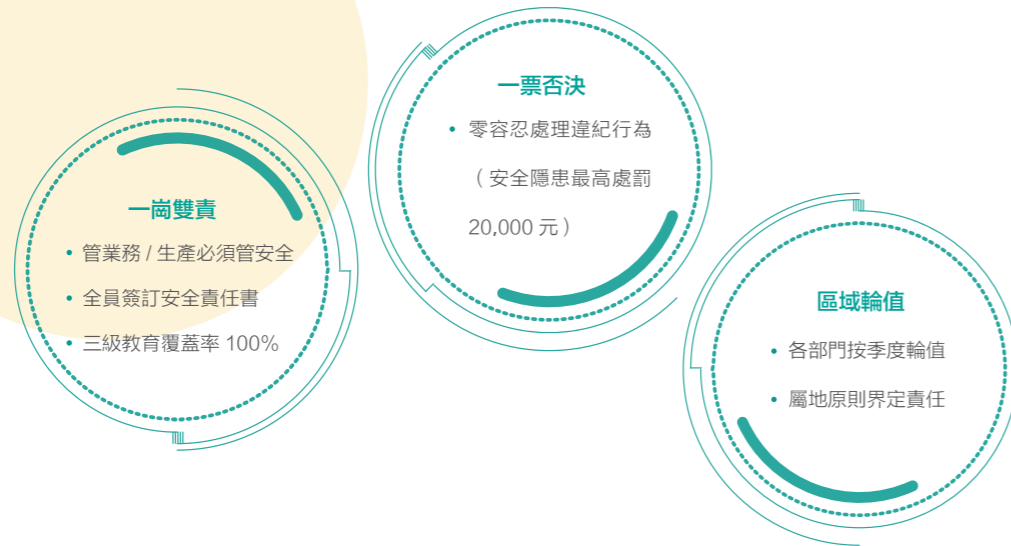 一崗雙責
• 管業務 / 生產必須管安全
• 全員簽訂安全責任書
• 三級教育覆蓋率 100%
一票否決
• 零容忍處理違紀行為
（安全隱患最高處罰
20,000 元）
區域輪值
• 各部門按季度輪值
• 屬地原則界定責任